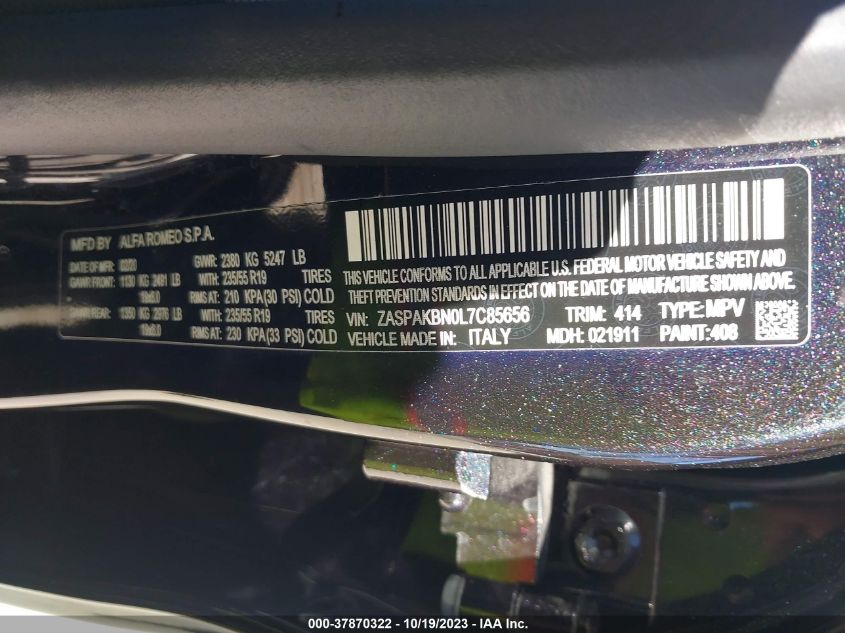 MFD BY ALFA ROMEO S.P.A.
DATE OF MFR: 02/20 GVWR: 2380 KG 5247 LB
GAWR FRONT: 1130 KG 2491 LB WITH: 235/55 R19 TIRES
19x8.0 RIMS AT: 210 KPA(30 PSI) COLD
GAWR REAR: 1350 KG 2976 LB WITH: 235/55 R19 TIRES
19x8.0 RIMS AT: 230 KPA(33 PSI) COLD
THIS VEHICLE CONFORMS TO ALL APPLICABLE U.S. FEDERAL MOTOR VEHICLE SAFETY AND
THEFT PREVENTION STANDARDS IN EFFECT ON THE DATE OF MANUFACTURE SHOWN ABOVE.
VIN: ZASPAKBN0L7C85656 TRIM: 414 TYPE:MPV
VEHICLE MADE IN: ITALY MDH: 021911 PAINT:408
000-37870322 - 10/19/2023 - IAA Inc.